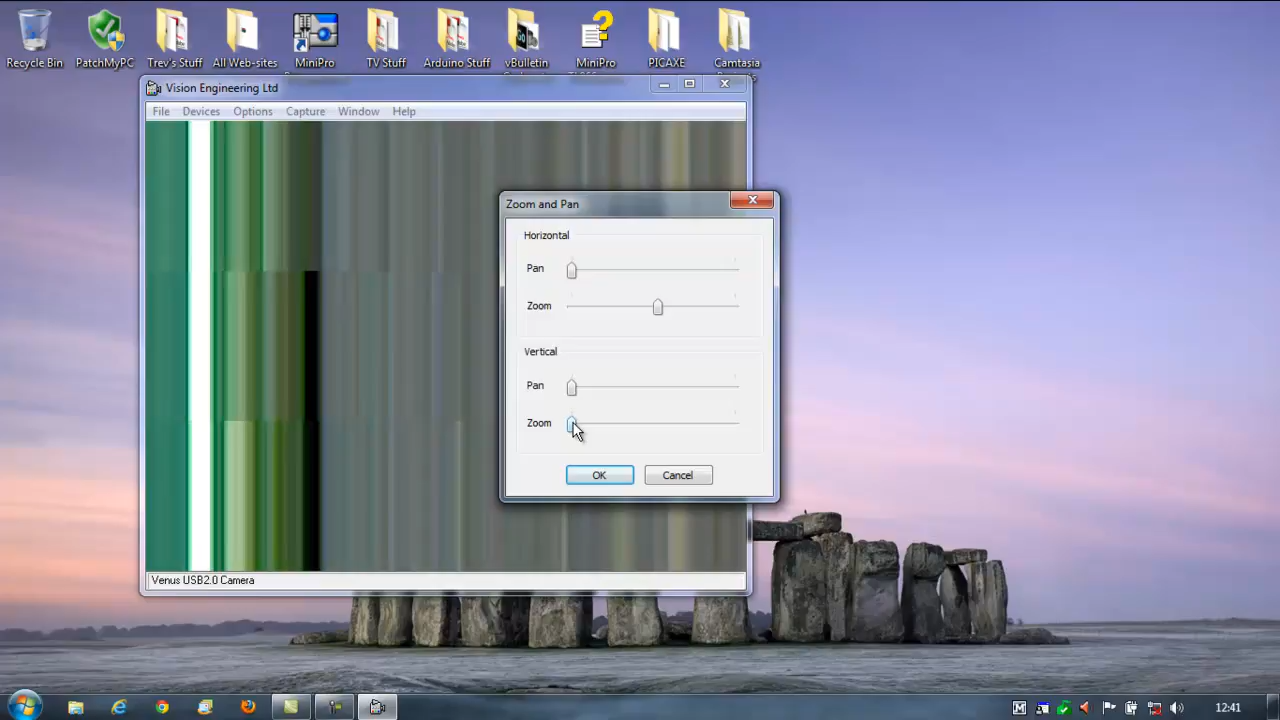 Recycle Bin
PatchMyPC
Trev's Stuff
All Web-sites
MiniPro
TV Stuff
Arduino Stuff
vBulletin
MiniPro
PICAXE
Camtasia
Vision Engineering Ltd
File Devices Options Capture Window Help
Zoom and Pan
Horizontal
Pan
Zoom
Vertical
Pan
Zoom
OK Cancel
Venus USB2.0 Camera
12:41